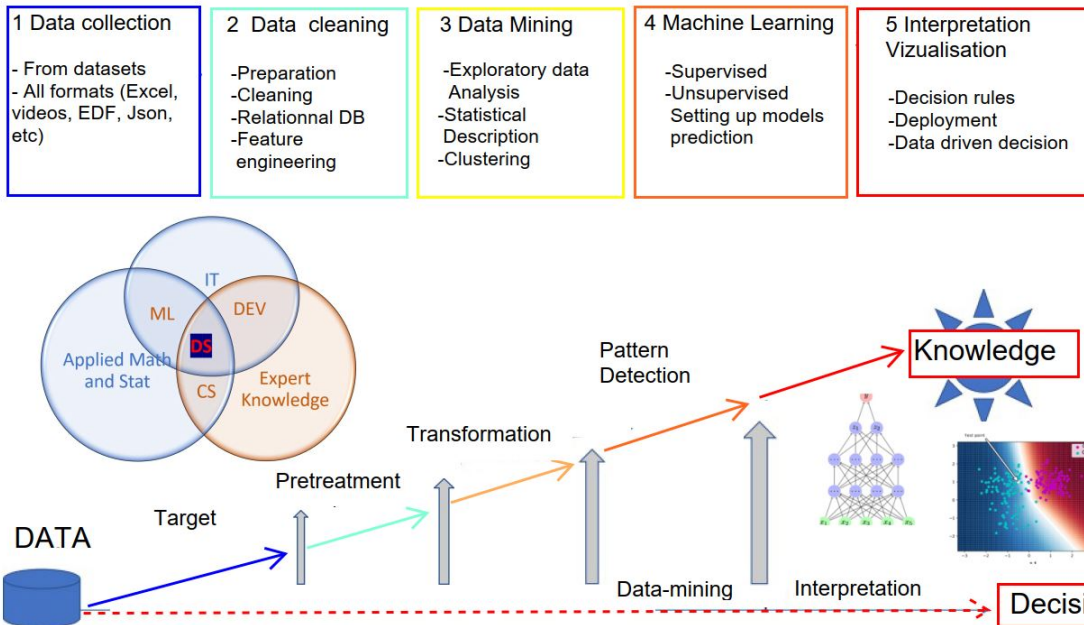 1 Data collection
- From datasets
- All formats (Excel,
videos, EDF, Json,
etc)
2 Data cleaning
-Preparation
-Cleaning
-Relationnal DB
-Feature
engineering
3 Data Mining
-Exploratory data
Analysis
-Statistical
Description
-Clustering
4 Machine Learning
-Supervised
-Unsupervised
Setting up models
prediction
5 Interpretation
Vizualisation
-Decision rules
-Deployment
-Data driven decision
IT
ML
DEV
DS
Applied Math
and Stat
CS
Expert
Knowledge
Pattern
Detection
Knowledge
Transformation
Pretreatment
Target
DATA
Test point
Data-mining
Interpretation
Decisi